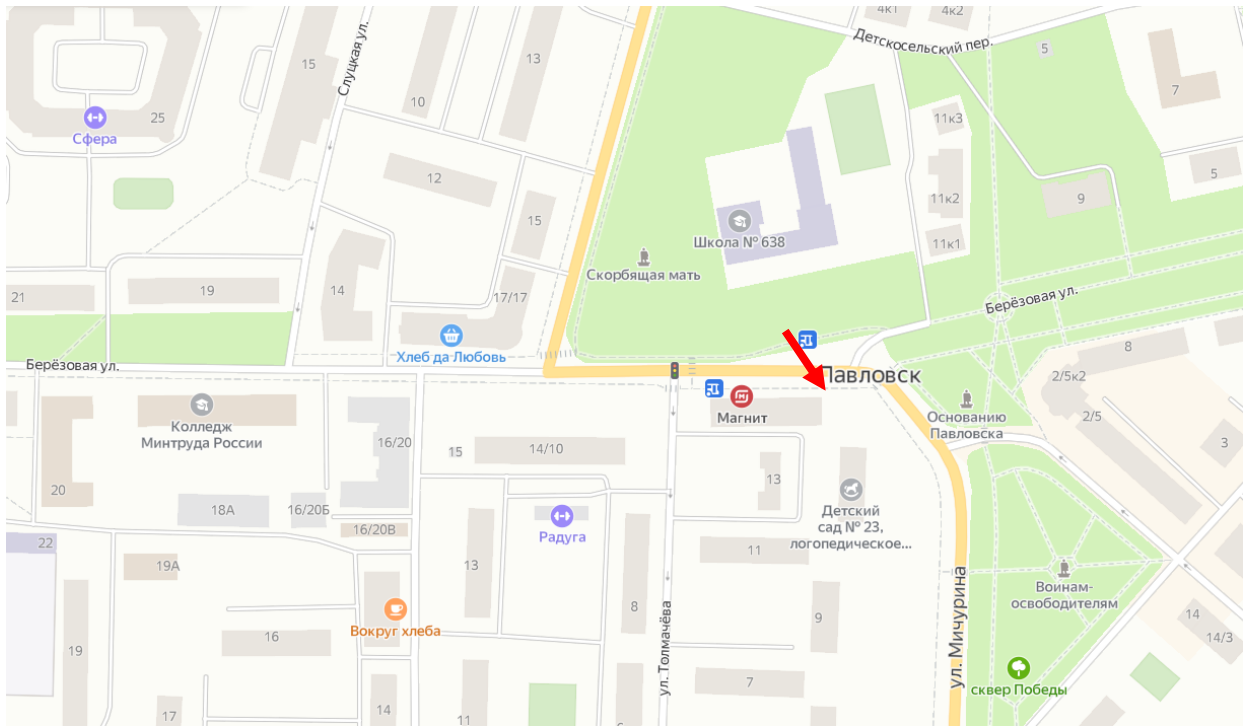 4к1
4к2
Детскосельский пер.
5
15
Слуцкая ул.
13
7
10
25
Сфера
11к3
12
5
11к2
9
15
Школа № 638
11к1
Скорбящая мать
21
19
14
17/17
Берёзовая ул.
Хлеб да Любовь
8
Берёзовая ул.
Павловск
2/5к2
Колледж
Минтруда России
Магнит
Основанию
Павловска
2/5
16/20
15
14/10
3
20
13
18А
16/20Б
Детский
сад № 23,
логопедическое...
16/20В
Радуга
22
11
19А
13
Воинам-
освободителям
8
Вокруг хлеба
9
14
16
14/3
19
ул. Толмачёва
ул. Мичурина
7
сквер Победы
17
14
11